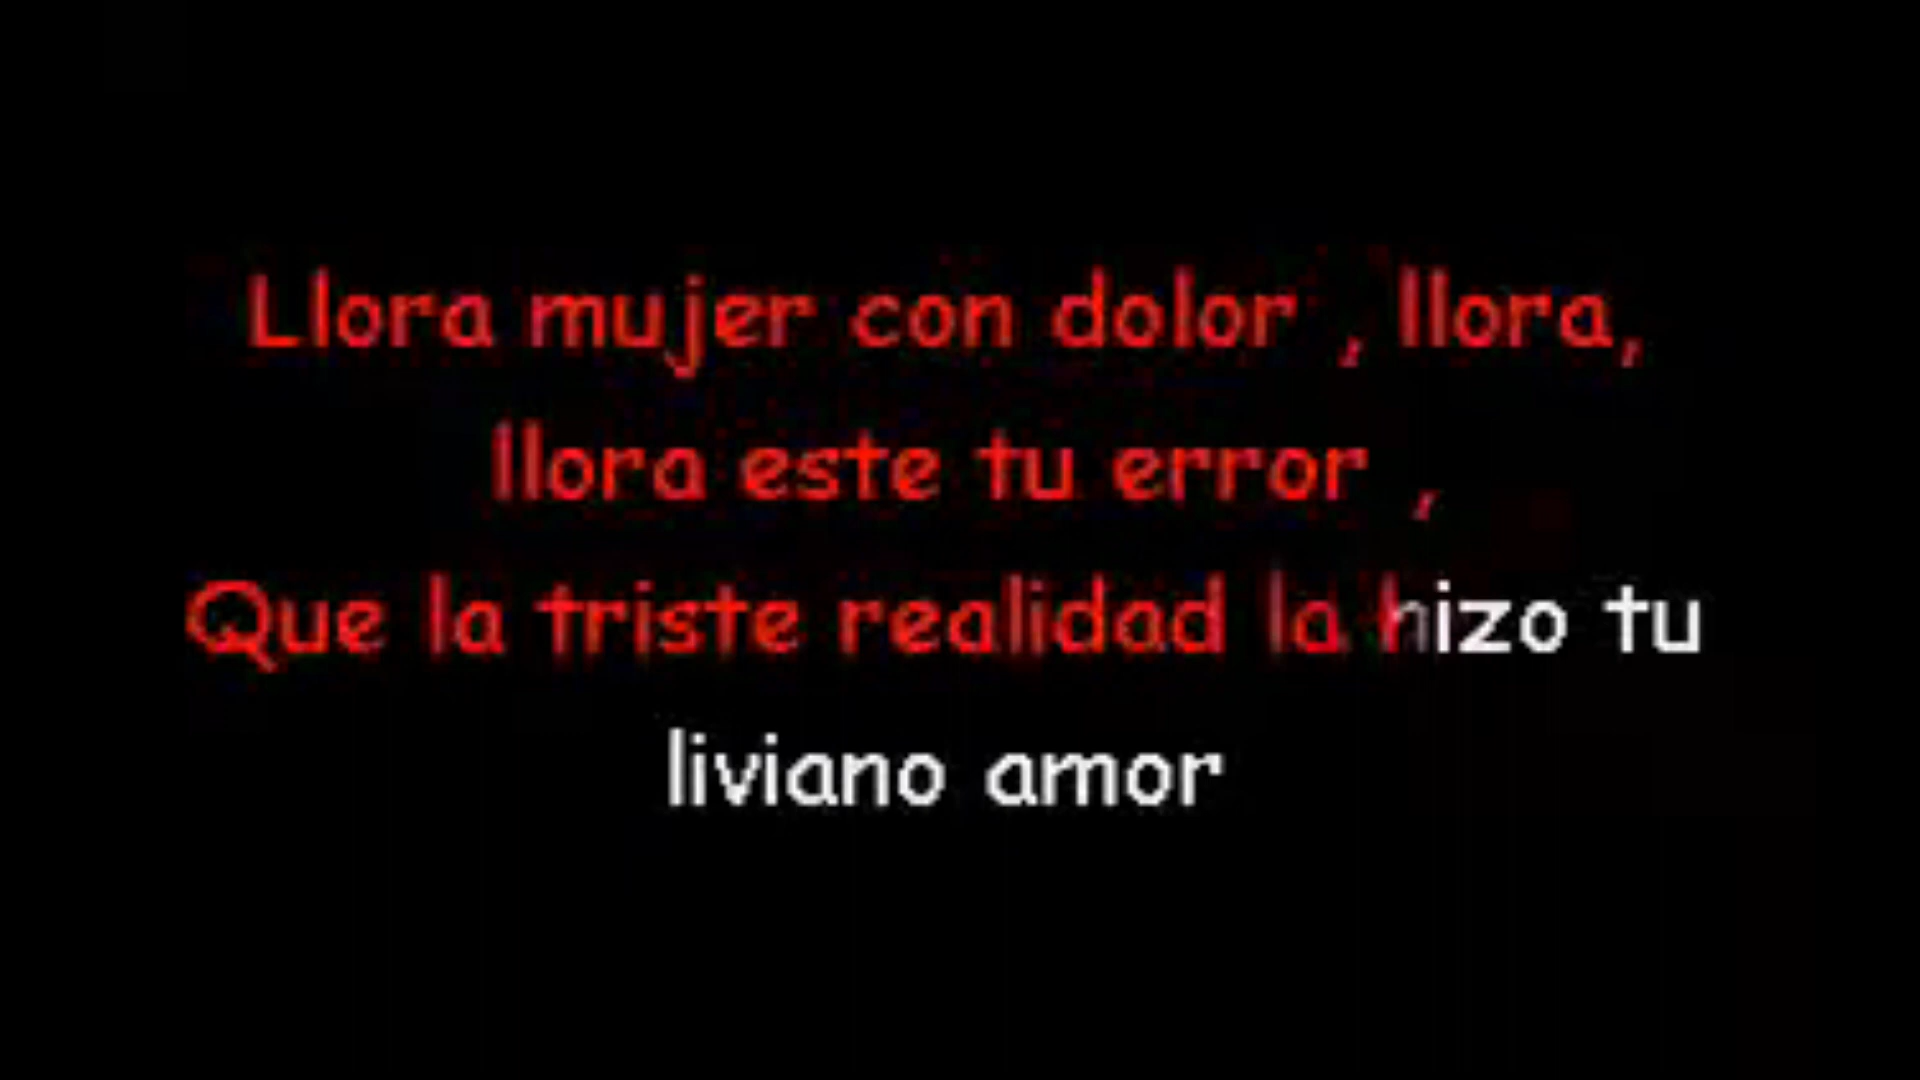 Llora mujer con dolor , llora,
llora este tu error ,
Que la triste realidad la hizo tu
liviano amor